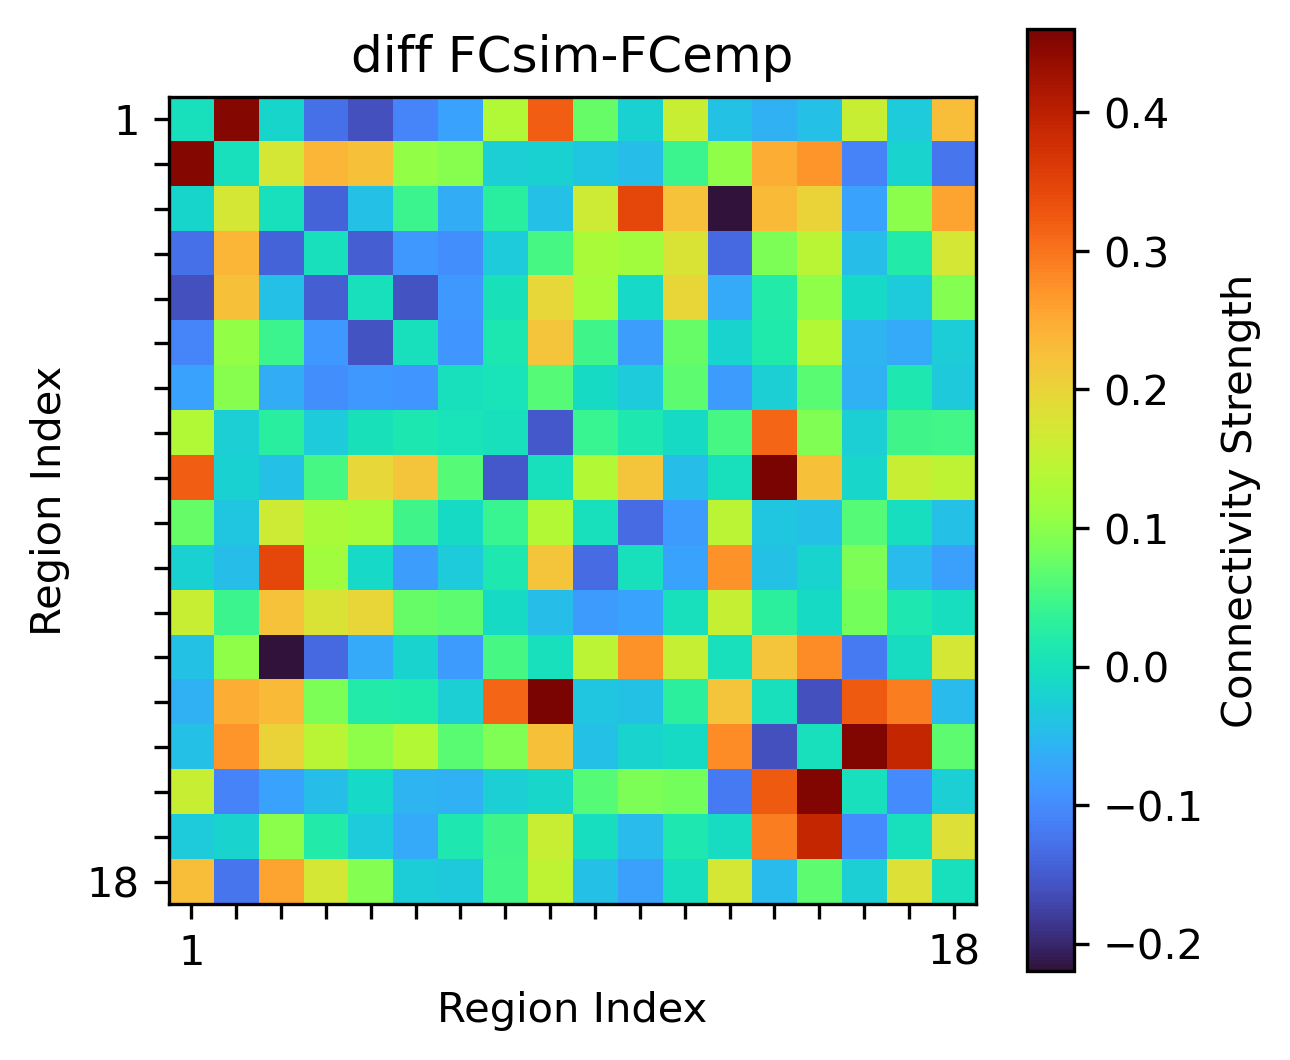 diff FCsim-FCemp
1
18
Region Index
1
18
Region Index
0.4
0.3
0.2
0.1
0.0
−0.1
−0.2
Connectivity Strength